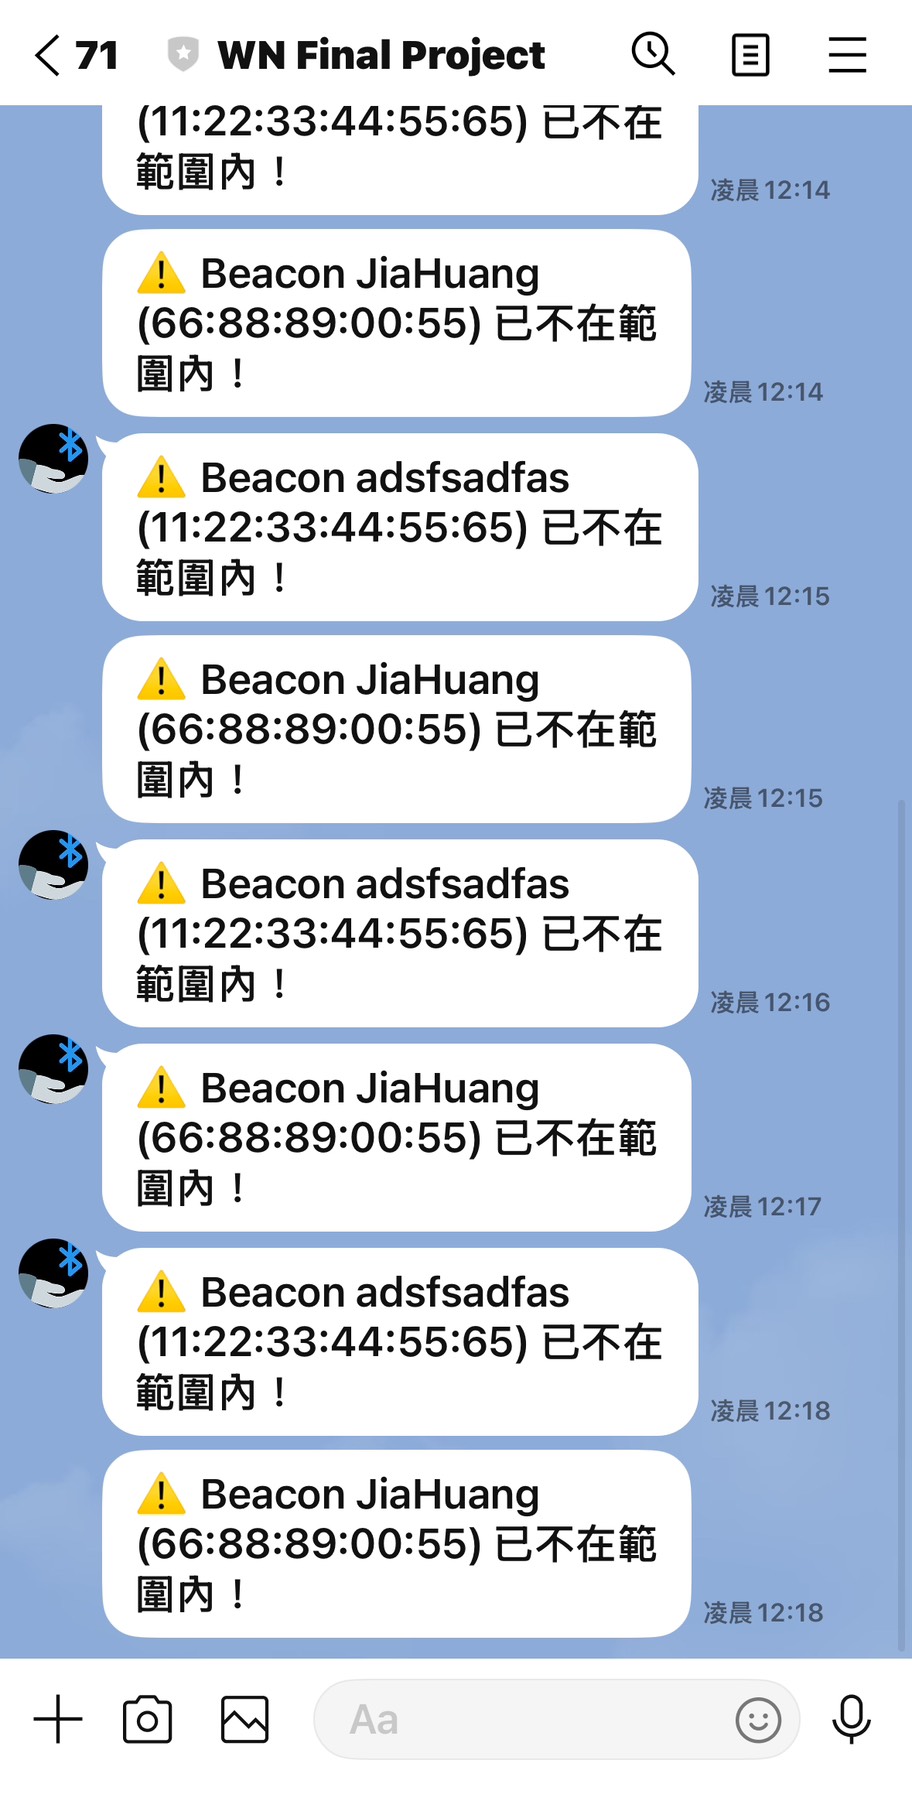 71 WN Final Project
(11:22:33:44:55:65) 已不在
範圍內！
凌晨 12:14
⚠️ Beacon JiaHuang
(66:88:89:00:55) 已不在範
圍內！
凌晨 12:14
⚠️ Beacon adsfsadfas
(11:22:33:44:55:65) 已不在
範圍內！
凌晨 12:15
⚠️ Beacon JiaHuang
(66:88:89:00:55) 已不在範
圍內！
凌晨 12:15
⚠️ Beacon adsfsadfas
(11:22:33:44:55:65) 已不在
範圍內！
凌晨 12:16
⚠️ Beacon JiaHuang
(66:88:89:00:55) 已不在範
圍內！
凌晨 12:17
⚠️ Beacon adsfsadfas
(11:22:33:44:55:65) 已不在
範圍內！
凌晨 12:18
⚠️ Beacon JiaHuang
(66:88:89:00:55) 已不在範
圍內！
凌晨 12:18
Aa